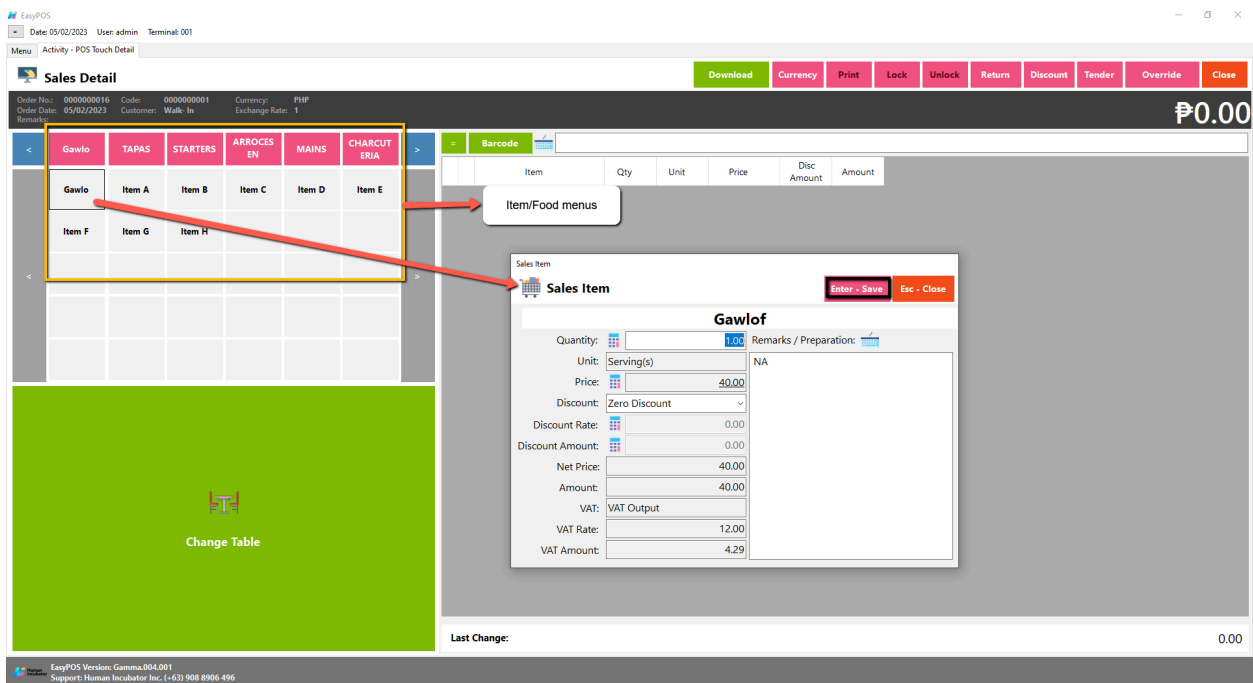 EasyPOS
Date: 05/02/2023 User: admin Terminal: 001
Menu Activity - POS Touch Detail
Sales Detail
Download Currency Print Lock Unlock Return Discount Tender Override Close
Order No.: 0000000016 Code: 0000000001 Currency: PHP
Order Date: 05/02/2023 Customer: Walk- In Exchange Rate: 1
Remarks:
₱0.00
< Gawlo TAPAS STARTERS ARROCES EN MAINS CHARCUTERIA >
= Barcode
Item Qty Unit Price Disc Amount Amount
Gawlo Item A Item B Item C Item D Item E
Item/Food menus
Item F Item G Item H
< >
Sales Item
Sales Item
Enter - Save Esc - Close
Gawlof
Quantity: 1.00 Remarks / Preparation:
Unit: Serving(s) NA
Price: 40.00
Discount: Zero Discount
Discount Rate: 0.00
Discount Amount: 0.00
Net Price: 40.00
Amount: 40.00
VAT: VAT Output
VAT Rate: 12.00
VAT Amount: 4.29
Change Table
Last Change: 0.00
Human Incubator
EasyPOS Version: Gamma.004.001
Support: Human Incubator Inc. (+63) 908 8906 496